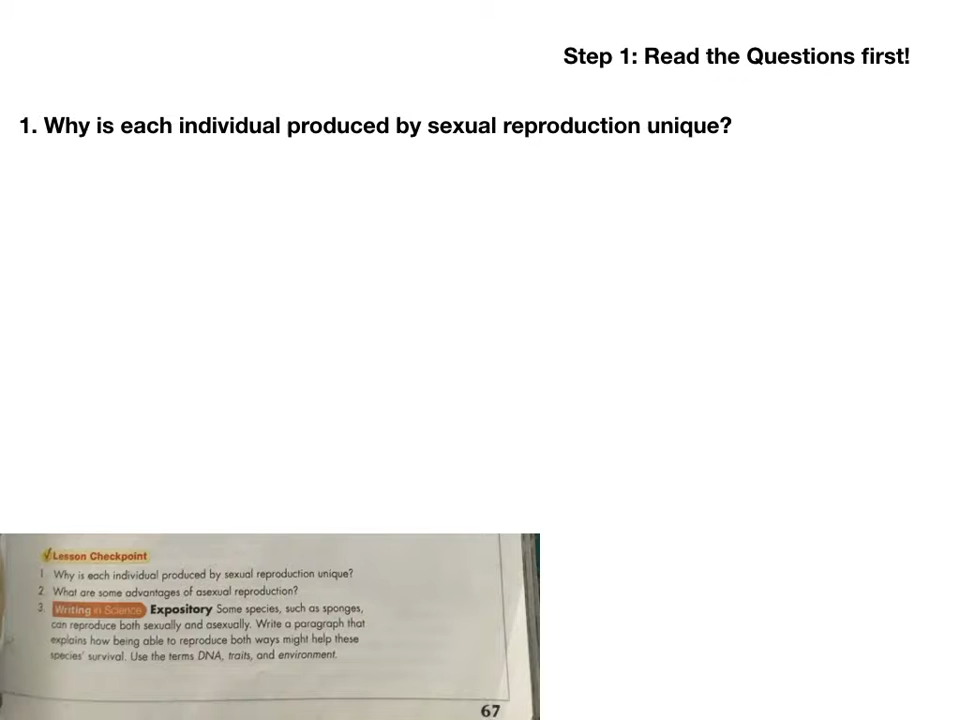 Step 1: Read the Questions first!
1. Why is each individual produced by sexual reproduction unique?
Lesson Checkpoint
1 Why is each individual produced by sexual reproduction unique?
2 What are some advantages of asexual reproduction?
3. Writing in Science Expository Some species, such as sponges,
can reproduce both sexually and asexually. Write a paragraph that
explains how being able to reproduce both ways might help these
species' survival. Use the terms DNA, traits, and environment.
67